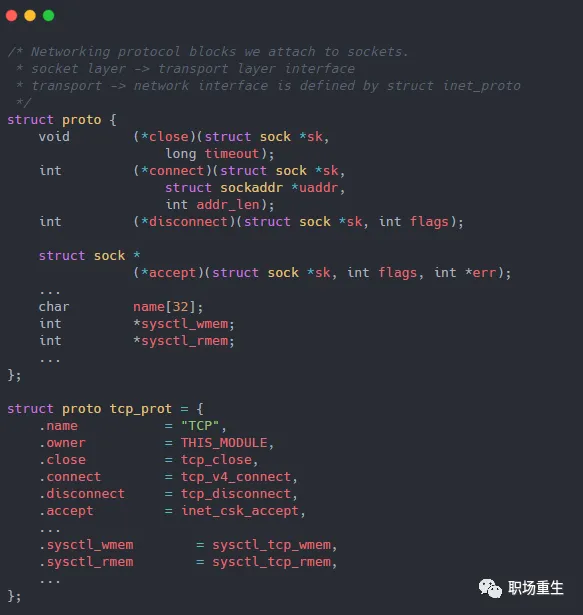 /* Networking protocol blocks we attach to sockets.
 * socket layer -> transport layer interface
 * transport -> network interface is defined by struct inet_proto
 */
struct proto {
    void        (*close)(struct sock *sk,
                    long timeout);
    int         (*connect)(struct sock *sk,
                    struct sockaddr *uaddr,
                    int addr_len);
    int         (*disconnect)(struct sock *sk, int flags);
    struct sock *
                (*accept)(struct sock *sk, int flags, int *err);
    ...
    char        name[32];
    int         *sysctl_wmem;
    int         *sysctl_rmem;
    ...
};
struct proto tcp_prot = {
    .name           = "TCP",
    .owner          = THIS_MODULE,
    .close          = tcp_close,
    .connect        = tcp_v4_connect,
    .disconnect     = tcp_disconnect,
    .accept         = inet_csk_accept,
    ...
    .sysctl_wmem        = sysctl_tcp_wmem,
    .sysctl_rmem        = sysctl_tcp_rmem,
    ...
};
职场重生